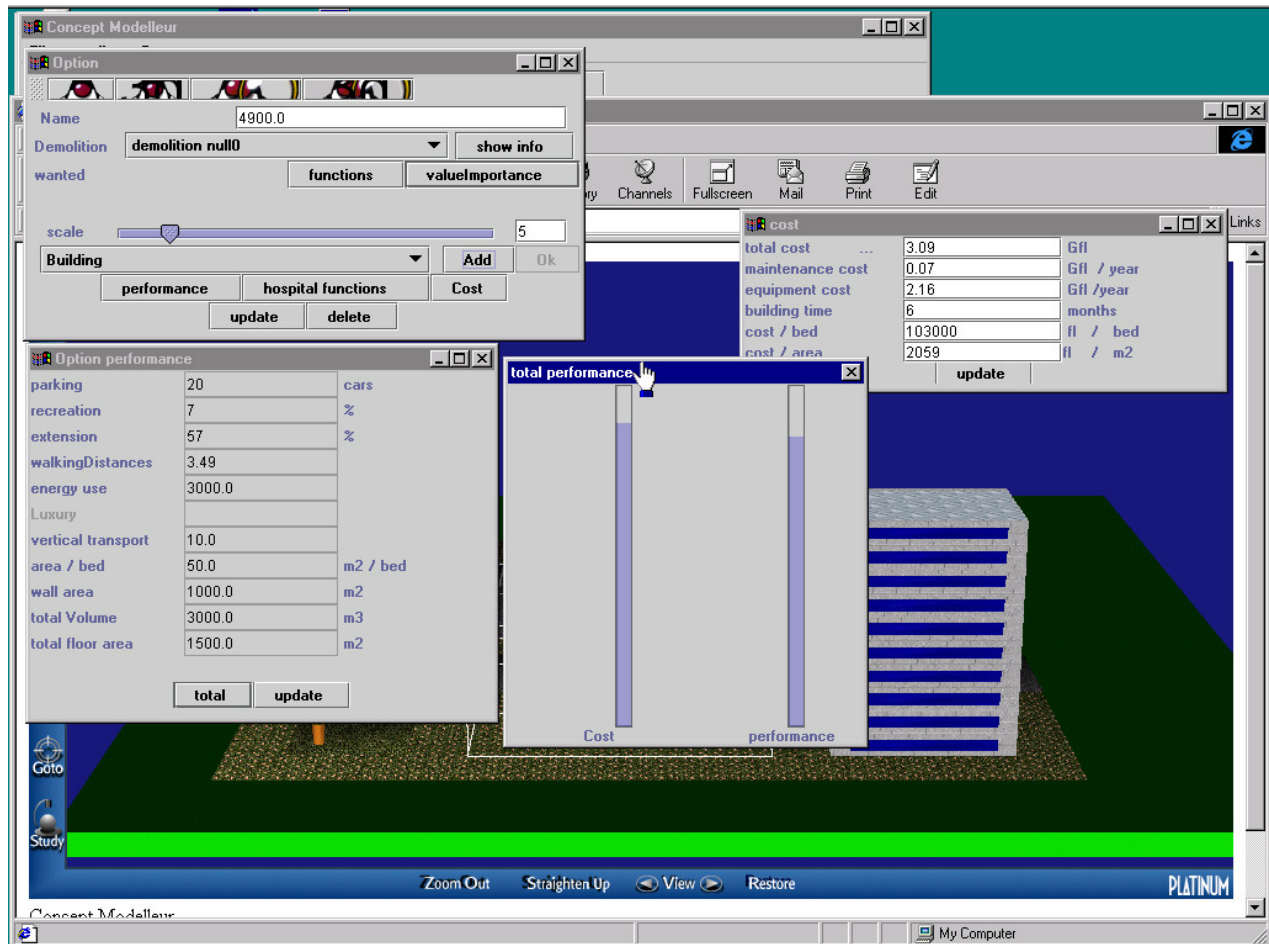 Concept Modelleur
Option
Name 4900.0
Demolition demolition null0 show info
wanted functions valueImportance
scale 5
Building Add Ok
performance hospital functions Cost
update delete
Channels Fullscreen Mail Print Edit
Links
cost
total cost ... 3.09 Gfl
maintenance cost 0.07 Gfl / year
equipment cost 2.16 Gfl /year
building time 6 months
cost / bed 103000 fl / bed
cost / area 2059 fl / m2
update
Option performance
parking 20 cars
recreation 7 %
extension 57 %
walkingDistances 3.49
energy use 3000.0
Luxury
vertical transport 10.0
area / bed 50.0 m2 / bed
wall area 1000.0 m2
total Volume 3000.0 m3
total floor area 1500.0 m2
total update
total performance
Cost performance
Goto
Study
Zoom Out Straighten Up View Restore PLATINUM
Concept Modelleur
My Computer